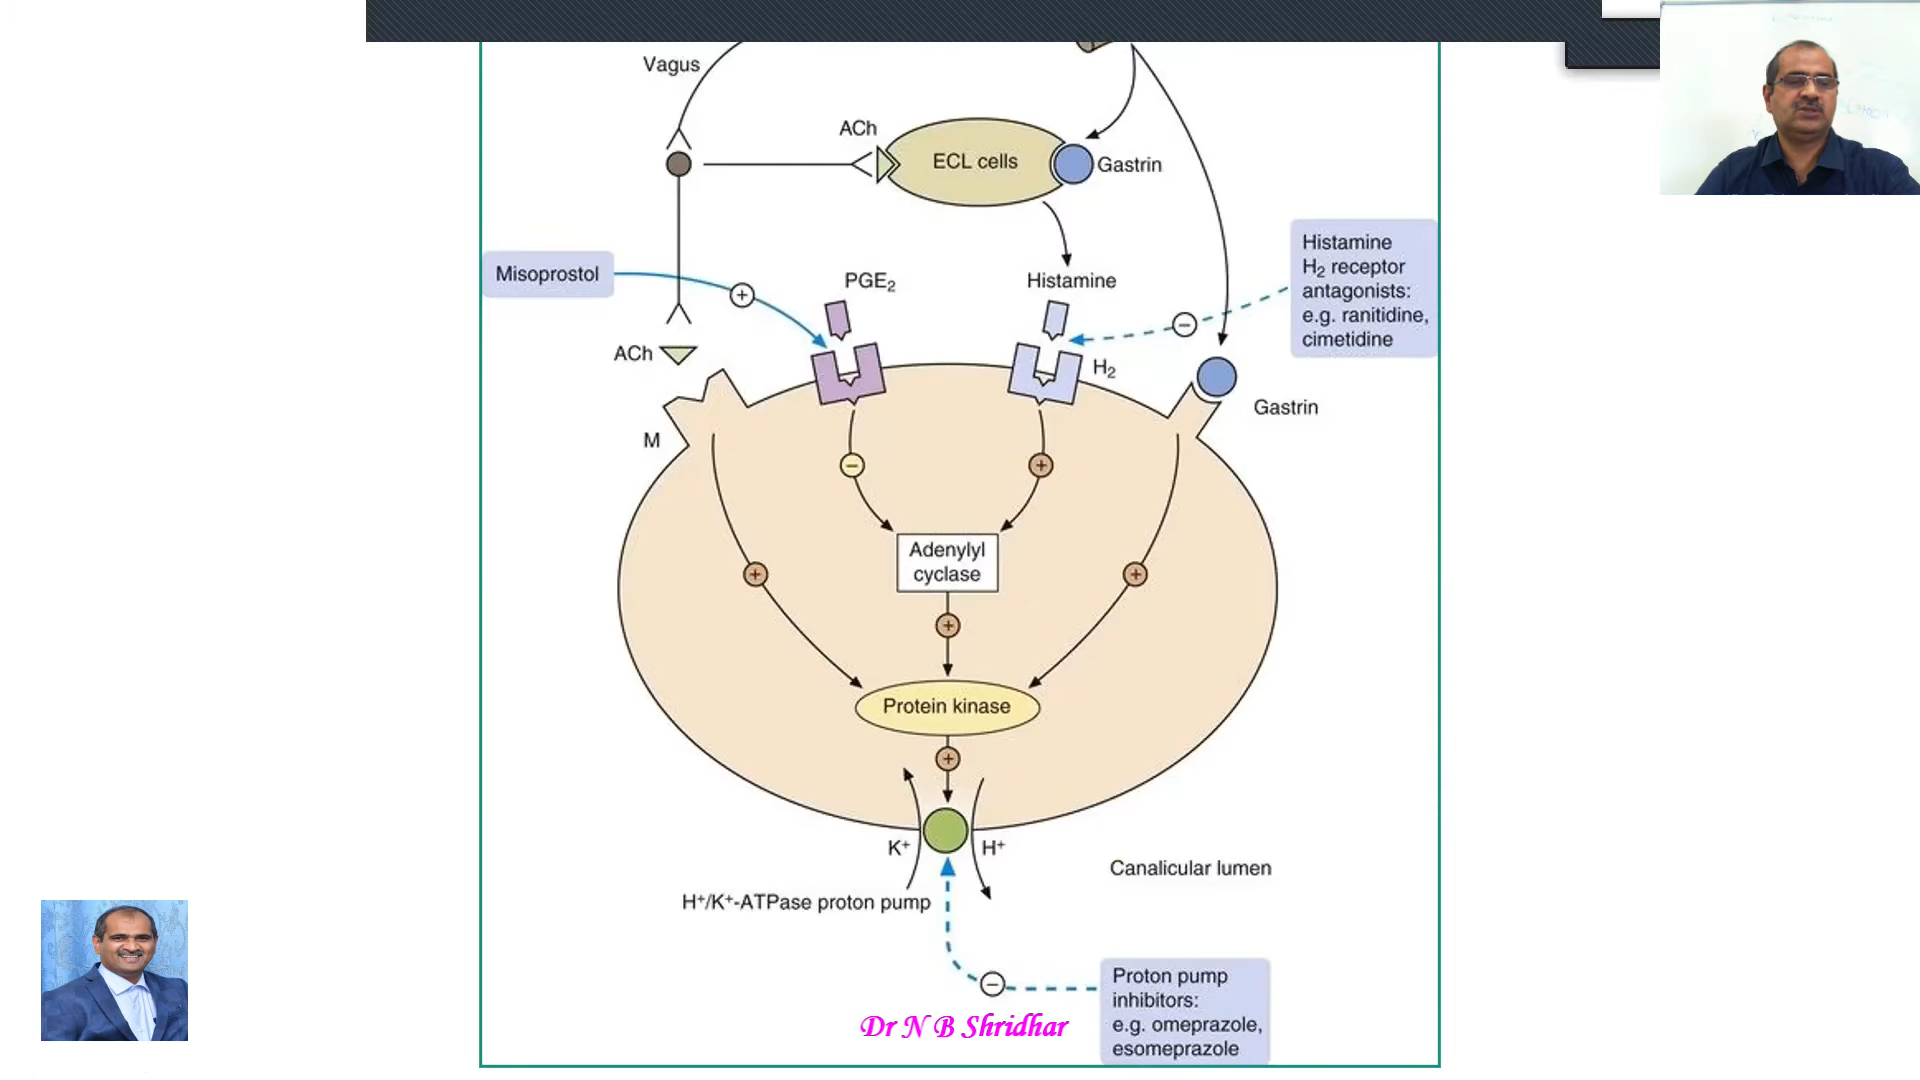 Vagus
ACh
ECL cells
Gastrin
Histamine
H₂ receptor
antagonists:
e.g. ranitidine,
cimetidine
Misoprostol
PGE₂
Histamine
ACh
H₂
Gastrin
M
Adenylyl
cyclase
Protein kinase
K⁺
H⁺
Canalicular lumen
H⁺/K⁺-ATPase proton pump
Proton pump
inhibitors:
e.g. omeprazole,
esomeprazole
Dr N B Shridhar